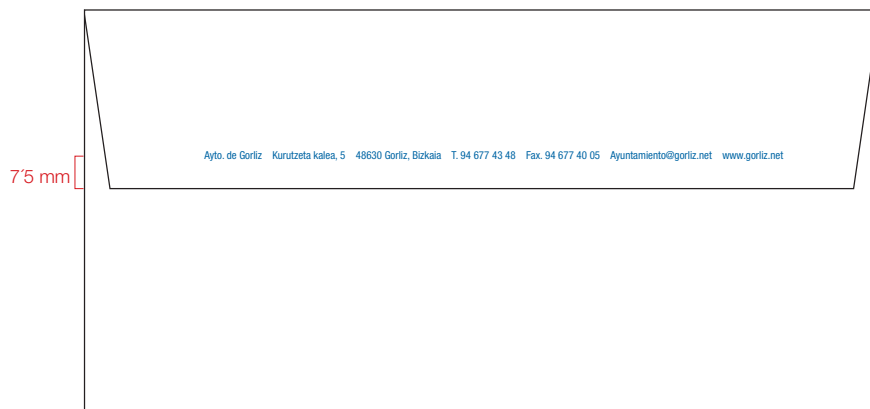 Ayto. de Gorliz Kurutzeta kalea, 5 48630 Gorliz, Bizkaia T. 94 677 43 48 Fax. 94 677 40 05 Ayuntamiento@gorliz.net www.gorliz.net
7´5 mm